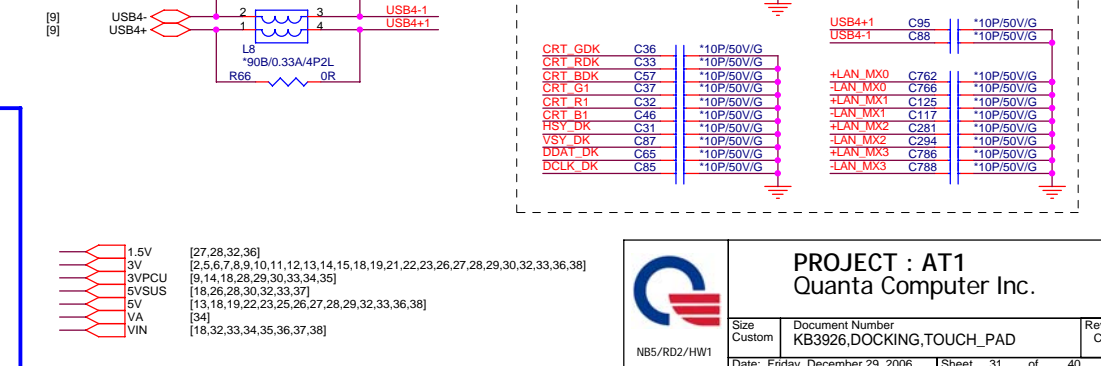 [9] USB4- 2 3 USB4-1
[9] USB4+ 1 4 USB4+1
L8
*90B/0.33A/4P2L
R66 0R
CRT_GDK C36 *10P/50V/G
CRT_RDK C33 *10P/50V/G
CRT_BDK C57 *10P/50V/G
CRT_G1 C37 *10P/50V/G
CRT_R1 C32 *10P/50V/G
CRT_B1 C46 *10P/50V/G
HSY_DK C31 *10P/50V/G
VSY_DK C87 *10P/50V/G
DDAT_DK C65 *10P/50V/G
DCLK_DK C85 *10P/50V/G
USB4+1 C95 *10P/50V/G
USB4-1 C88 *10P/50V/G
+LAN_MX0 C762 *10P/50V/G
-LAN_MX0 C766 *10P/50V/G
+LAN_MX1 C125 *10P/50V/G
-LAN_MX1 C117 *10P/50V/G
+LAN_MX2 C281 *10P/50V/G
-LAN_MX2 C294 *10P/50V/G
+LAN_MX3 C786 *10P/50V/G
-LAN_MX3 C788 *10P/50V/G
1.5V [27,28,32,36]
3V [2,5,6,7,8,9,10,11,12,13,14,15,18,19,21,22,23,26,27,28,29,30,32,33,36,38]
3VPCU [9,14,18,28,29,30,33,34,35]
5VSUS [18,26,28,30,32,33,37]
5V [13,18,19,22,23,25,26,27,28,29,32,33,36,38]
VA [34]
VIN [18,32,33,34,35,36,37,38]
NB5/RD2/HW1
PROJECT : AT1
Quanta Computer Inc.
Size Document Number Rev
Custom KB3926,DOCKING,TOUCH_PAD C
Date: Friday, December 29, 2006 Sheet 31 of 40